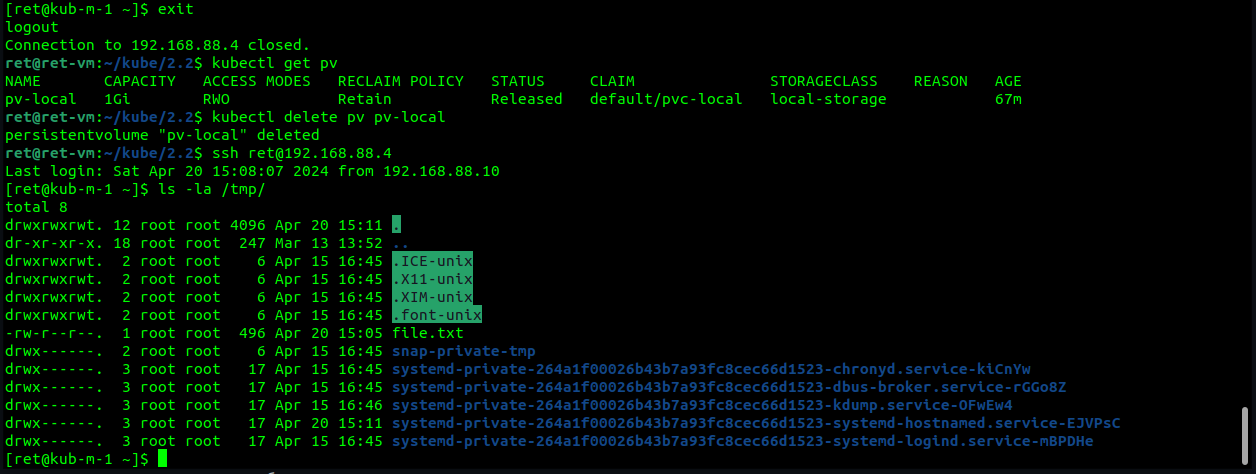 [ret@kub-m-1 ~]$ exit
logout
Connection to 192.168.88.4 closed.
ret@ret-vm:~/kube/2.2$ kubectl get pv
NAME       CAPACITY   ACCESS MODES   RECLAIM POLICY   STATUS     CLAIM               STORAGECLASS    REASON   AGE
pv-local   1Gi        RWO            Retain           Released   default/pvc-local   local-storage            67m
ret@ret-vm:~/kube/2.2$ kubectl delete pv pv-local
persistentvolume "pv-local" deleted
ret@ret-vm:~/kube/2.2$ ssh ret@192.168.88.4
Last login: Sat Apr 20 15:08:07 2024 from 192.168.88.10
[ret@kub-m-1 ~]$ ls -la /tmp/
total 8
drwxrwxrwt. 12 root root 4096 Apr 20 15:11 .
dr-xr-xr-x. 18 root root  247 Mar 13 13:52 ..
drwxrwxrwt.  2 root root    6 Apr 15 16:45 .ICE-unix
drwxrwxrwt.  2 root root    6 Apr 15 16:45 .X11-unix
drwxrwxrwt.  2 root root    6 Apr 15 16:45 .XIM-unix
drwxrwxrwt.  2 root root    6 Apr 15 16:45 .font-unix
-rw-r--r--.  1 root root  496 Apr 20 15:05 file.txt
drwx------.  2 root root    6 Apr 15 16:45 snap-private-tmp
drwx------.  3 root root   17 Apr 15 16:45 systemd-private-264a1f00026b43b7a93fc8cec66d1523-chronyd.service-kiCnYw
drwx------.  3 root root   17 Apr 15 16:45 systemd-private-264a1f00026b43b7a93fc8cec66d1523-dbus-broker.service-rGGo8Z
drwx------.  3 root root   17 Apr 15 16:46 systemd-private-264a1f00026b43b7a93fc8cec66d1523-kdump.service-OFwEw4
drwx------.  3 root root   17 Apr 20 15:11 systemd-private-264a1f00026b43b7a93fc8cec66d1523-systemd-hostnamed.service-EJVPsC
drwx------.  3 root root   17 Apr 15 16:45 systemd-private-264a1f00026b43b7a93fc8cec66d1523-systemd-logind.service-mBPDHe
[ret@kub-m-1 ~]$